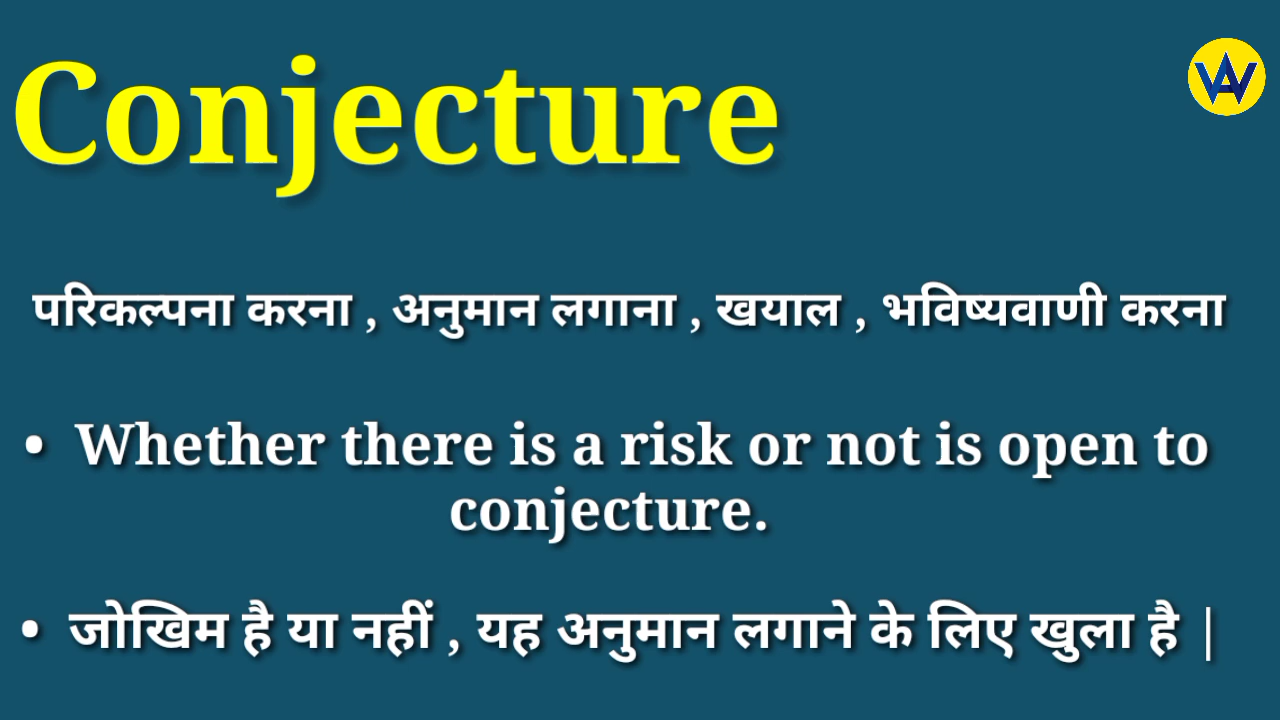 Conjecture
परिकल्पना करना , अनुमान लगाना , खयाल , भविष्यवाणी करना
• Whether there is a risk or not is open to
conjecture.
• जोखिम है या नहीं , यह अनुमान लगाने के लिए खुला है |